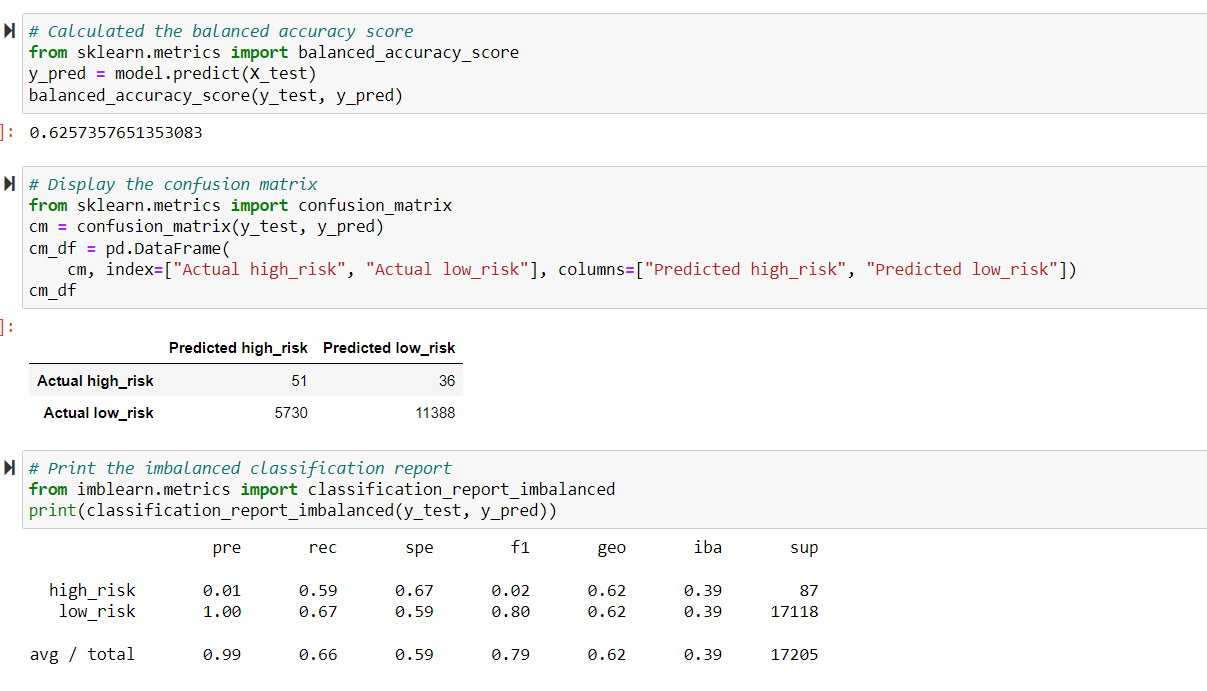 # Calculated the balanced accuracy score
from sklearn.metrics import balanced_accuracy_score
y_pred = model.predict(X_test)
balanced_accuracy_score(y_test, y_pred)
]: 0.6257357651353083
# Display the confusion matrix
from sklearn.metrics import confusion_matrix
cm = confusion_matrix(y_test, y_pred)
cm_df = pd.DataFrame(
    cm, index=["Actual high_risk", "Actual low_risk"], columns=["Predicted high_risk", "Predicted low_risk"])
cm_df
]:
Predicted high_risk Predicted low_risk
Actual high_risk 51 36
Actual low_risk 5730 11388
# Print the imbalanced classification report
from imblearn.metrics import classification_report_imbalanced
print(classification_report_imbalanced(y_test, y_pred))
pre rec spe f1 geo iba sup
high_risk 0.01 0.59 0.67 0.02 0.62 0.39 87
low_risk 1.00 0.67 0.59 0.80 0.62 0.39 17118
avg / total 0.99 0.66 0.59 0.79 0.62 0.39 17205